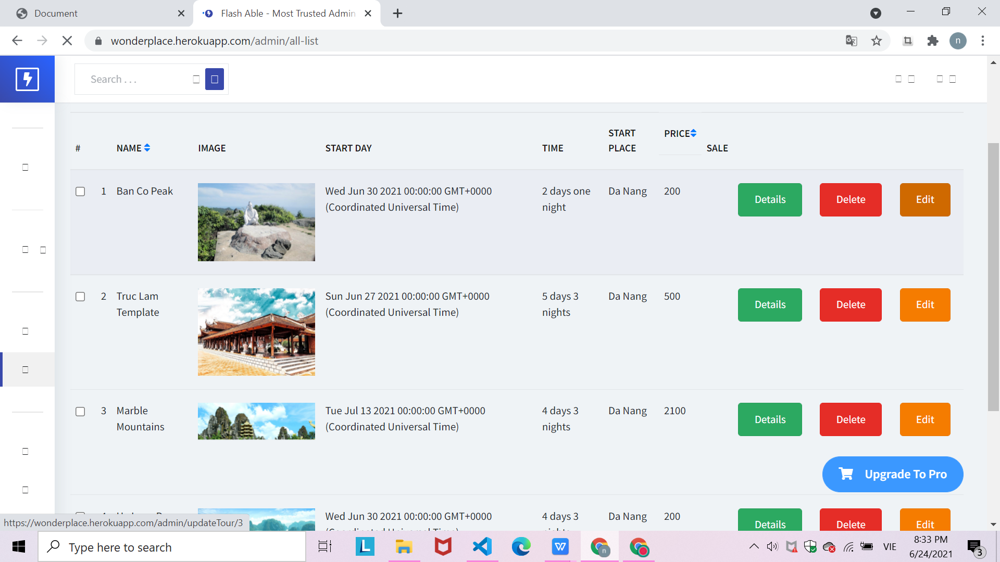 Document
Flash Able - Most Trusted Admin
wonderplace.herokuapp.com/admin/all-list
n
Search . . .
# NAME IMAGE START DAY TIME START PLACE PRICE SALE
1 Ban Co Peak Wed Jun 30 2021 00:00:00 GMT+0000 2 days one Da Nang 200 Details Delete Edit
(Coordinated Universal Time) night
2 Truc Lam Sun Jun 27 2021 00:00:00 GMT+0000 5 days 3 Da Nang 500 Details Delete Edit
Template (Coordinated Universal Time) nights
3 Marble Tue Jul 13 2021 00:00:00 GMT+0000 4 days 3 Da Nang 2100 Details Delete Edit
Mountains (Coordinated Universal Time) nights
Upgrade To Pro
Wed Jun 30 2021 00:00:00 GMT+0000 4 days 3 Da Nang 200 Details Delete Edit
https://wonderplace.herokuapp.com/admin/updateTour/3
Type here to search
L
W
n
VIE
8:33 PM
6/24/2021
3